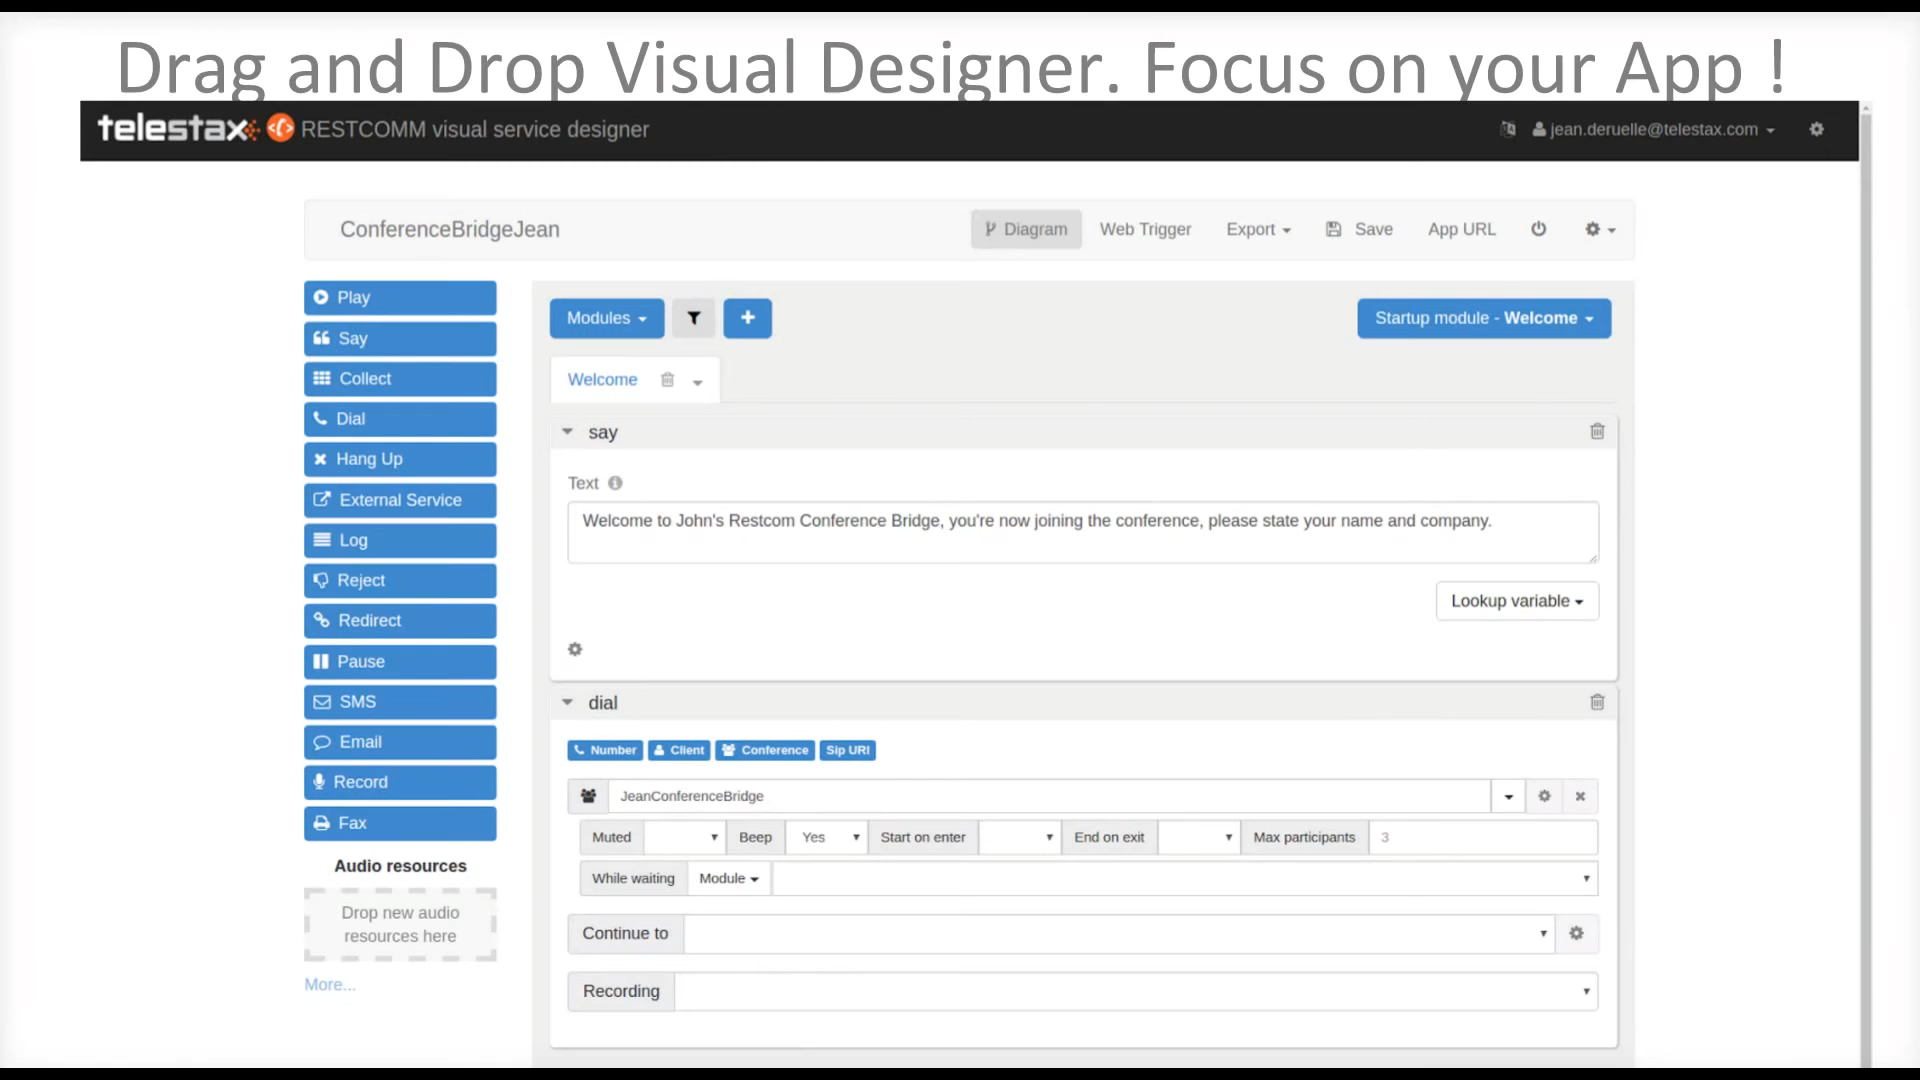 Drag and Drop Visual Designer. Focus on your App !
telestax RESTCOMM visual service designer
jean.deruelle@telestax.com
ConferenceBridgeJean
Diagram Web Trigger Export Save App URL
Play
Say
Collect
Dial
Hang Up
External Service
Log
Reject
Redirect
Pause
SMS
Email
Record
Fax
Audio resources
Drop new audio
resources here
More...
Modules
Startup module - Welcome
Welcome
say
Text
Welcome to John's Restcom Conference Bridge, you're now joining the conference, please state your name and company.
Lookup variable
dial
Number Client Conference Sip URI
JeanConferenceBridge
Muted Beep Yes Start on enter End on exit Max participants 3
While waiting Module
Continue to
Recording